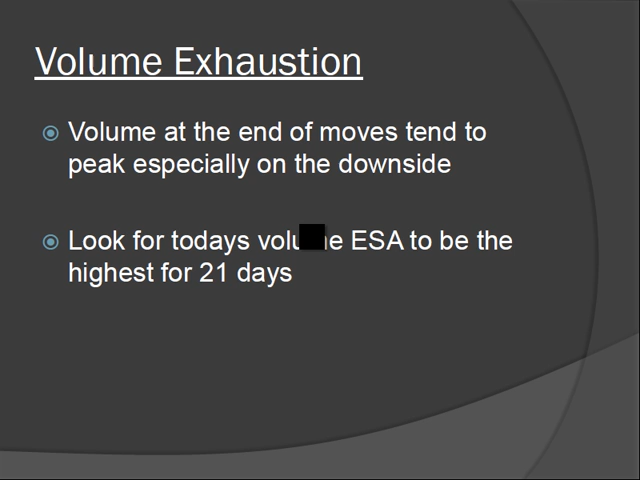 Volume Exhaustion
Volume at the end of moves tend to
peak especially on the downside
Look for todays ESA to be the
highest for 21 days